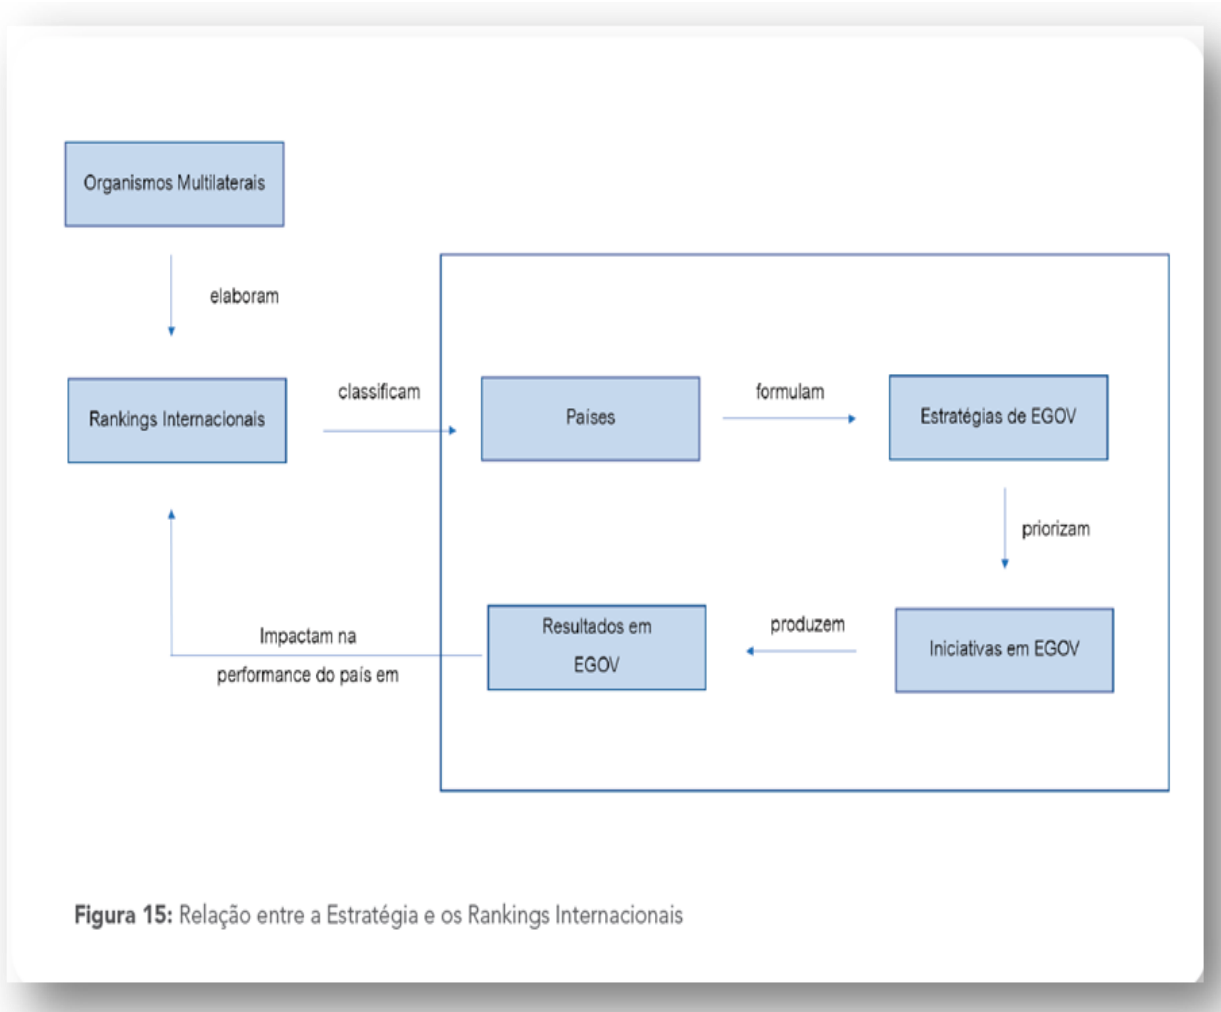 Organismos Multilaterais
elaboram
Rankings Internacionais
classificam
Países
formulam
Estratégias de EGOV
priorizam
Iniciativas em EGOV
produzem
Resultados em
EGOV
Impactam na
performance do país em
Figura 15: Relação entre a Estratégia e os Rankings Internacionais